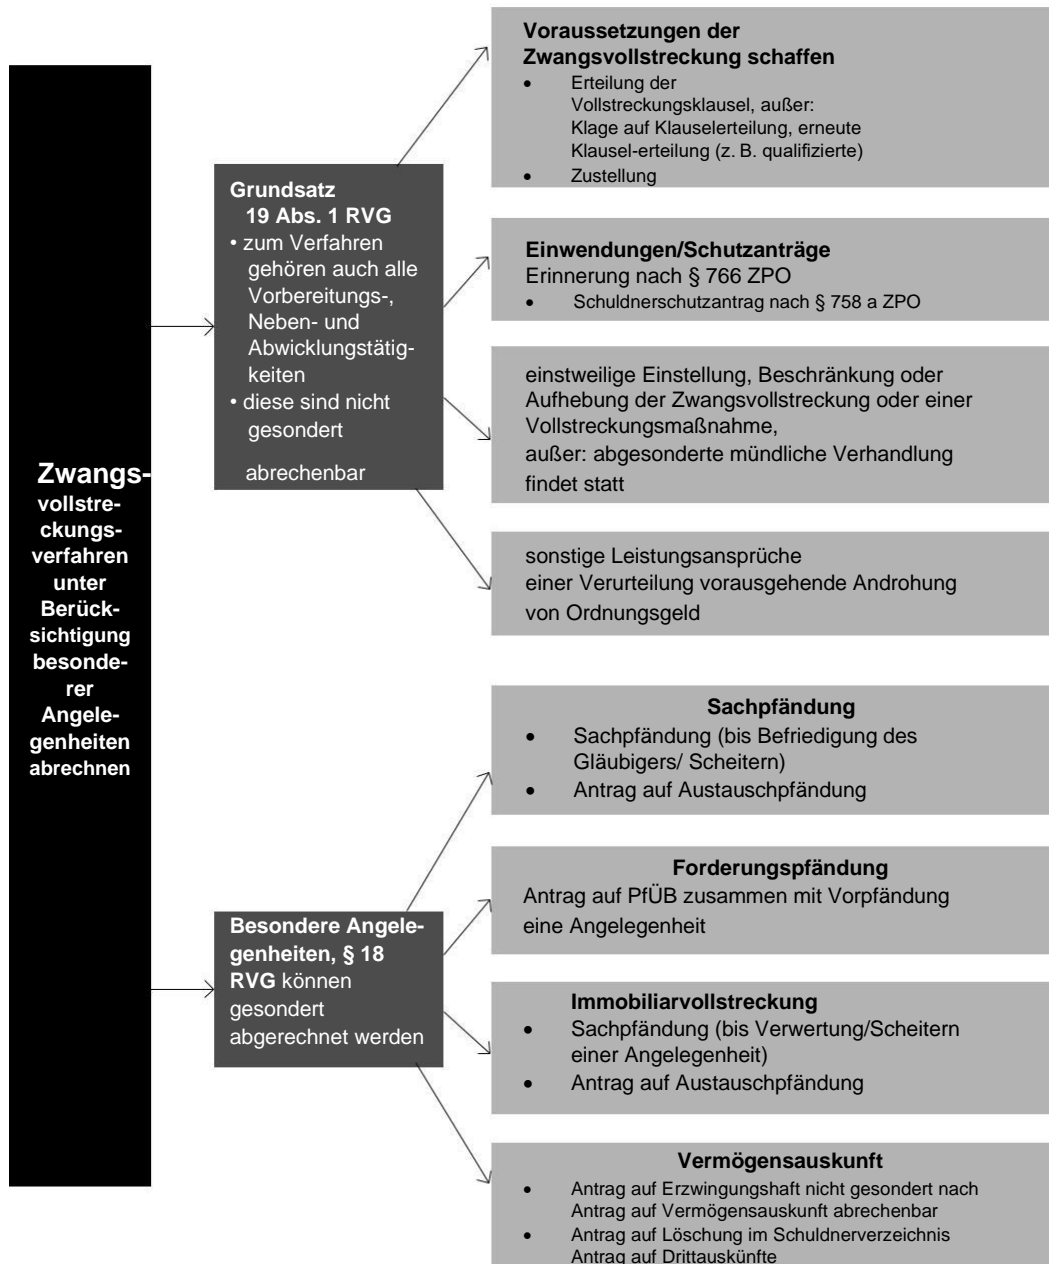 Zwangs-
vollstre-
ckungs-
verfahren
unter
Berück-
sichtigung
besonde-
rer
Angele-
genheiten
abrechnen
Grundsatz
19 Abs. 1 RVG
• zum Verfahren
gehören auch alle
Vorbereitungs-,
Neben- und
Abwicklungstätig-
keiten
• diese sind nicht
gesondert
abrechenbar
Voraussetzungen der
Zwangsvollstreckung schaffen
• Erteilung der
Vollstreckungsklausel, außer:
Klage auf Klauselerteilung, erneute
Klausel-erteilung (z. B. qualifizierte)
• Zustellung
Einwendungen/Schutzanträge
Erinnerung nach § 766 ZPO
• Schuldnerschutzantrag nach § 758 a ZPO
einstweilige Einstellung, Beschränkung oder
Aufhebung der Zwangsvollstreckung oder einer
Vollstreckungsmaßnahme,
außer: abgesonderte mündliche Verhandlung
findet statt
sonstige Leistungsansprüche
einer Verurteilung vorausgehende Androhung
von Ordnungsgeld
Besondere Angele-
genheiten, § 18
RVG können
gesondert
abgerechnet werden
Sachpfändung
• Sachpfändung (bis Befriedigung des
Gläubigers/ Scheitern)
• Antrag auf Austauschpfändung
Forderungspfändung
Antrag auf PfÜB zusammen mit Vorpfändung
eine Angelegenheit
Immobiliarvollstreckung
• Sachpfändung (bis Verwertung/Scheitern
einer Angelegenheit)
• Antrag auf Austauschpfändung
Vermögensauskunft
• Antrag auf Erzwingungshaft nicht gesondert nach
Antrag auf Vermögensauskunft abrechenbar
• Antrag auf Löschung im Schuldnerverzeichnis
Antrag auf Drittauskünfte